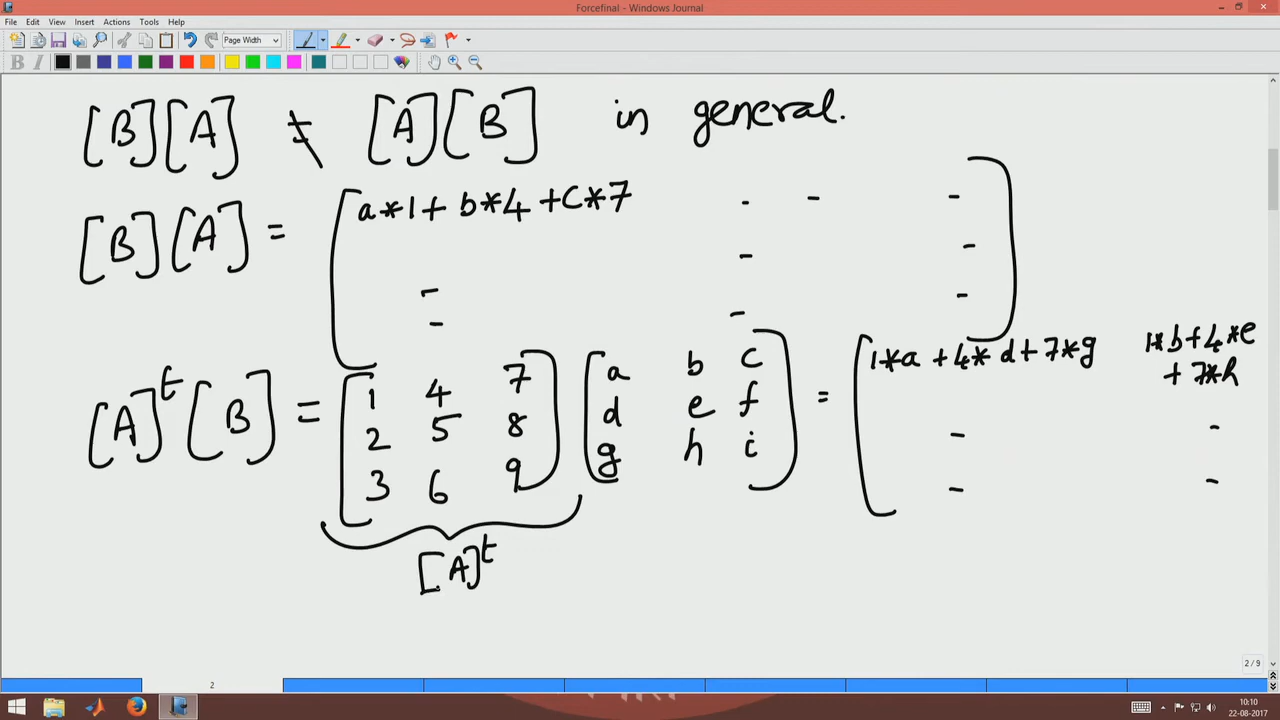 Forcefinal - Windows Journal
File Edit View Insert Actions Tools Help
Page Width
B I
[B][A] ≠ [A][B] in general.
[B][A] = [ a*1 + b*4 + c*7 - - -
- -
- -
- - ]
[A]^t [B] = [ 1 4 7 [ a b c = [ 1*a + 4*d + 7*g 1*b + 4*e + 7*h
2 5 8 d e f - -
3 6 9 ] g h i ] - -
[A]^t
2 / 9
2
10:10
22-08-2017